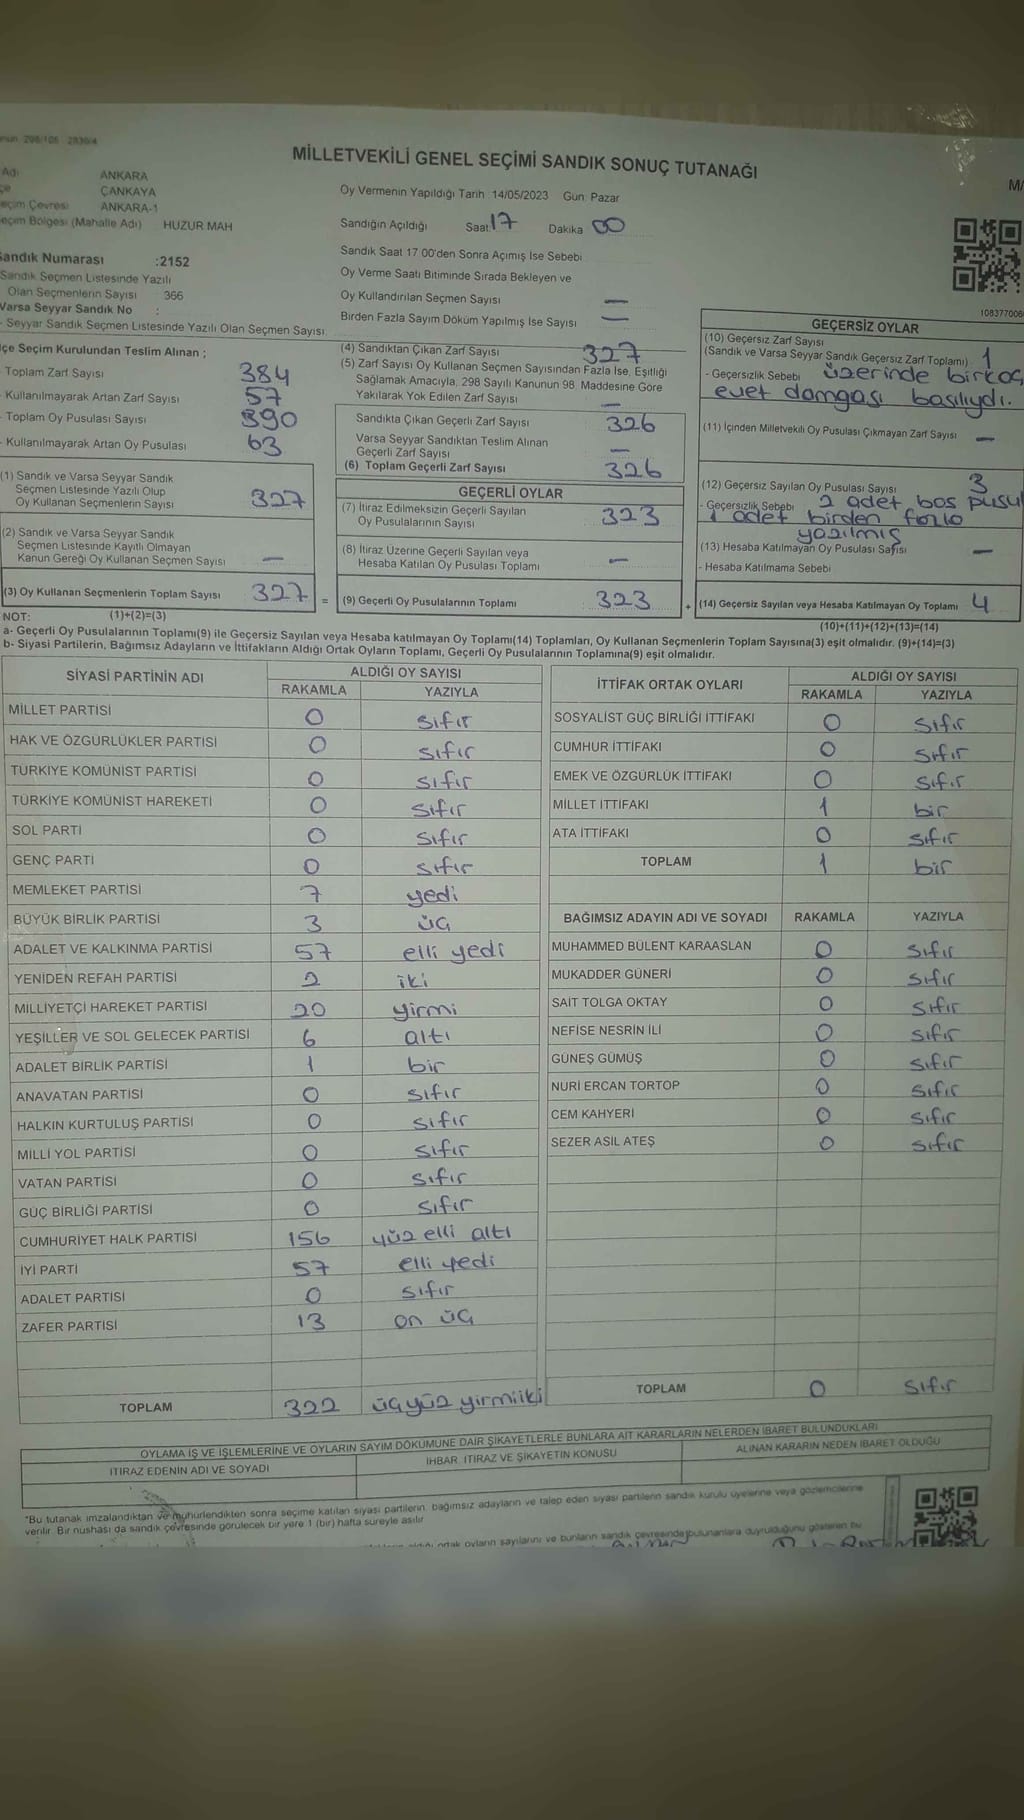 MİLLETVEKİLİ GENEL SEÇİMİ SANDIK SONUÇ TUTANAĞI
Adı ANKARA
ÇANKAYA
eçim Çevresi ANKARA-1
eçim Bölgesi (Mahalle Adı) HUZUR MAH
Sandık Numarası :2152
Sandık Seçmen Listesinde Yazılı
Olan Seçmenlerin Sayısı : 366
Varsa Seyyar Sandık No :
- Seyyar Sandık Seçmen Listesinde Yazılı Olan Seçmen Sayısı
Oy Vermenin Yapıldığı Tarih 14/05/2023 Gün: Pazar
Sandığın Açıldığı Saat 17 Dakika 00
Sandık Saat 17 00'den Sonra Açımış İse Sebebi
Oy Verme Saati Bitiminde Sırada Bekleyen ve
Oy Kullandırılan Seçmen Sayısı —
Birden Fazla Sayım Döküm Yapılmış İse Sayısı —
M/
lçe Seçim Kurulundan Teslim Alınan ;
- Toplam Zarf Sayısı 384
- Kullanılmayarak Artan Zarf Sayısı 57
- Toplam Oy Pusulası Sayısı 390
- Kullanılmayarak Artan Oy Pusulası 63
(1) Sandık ve Varsa Seyyar Sandık
Seçmen Listesinde Yazılı Olup
Oy Kullanan Seçmenlerin Sayısı 327
(2) Sandık ve Varsa Seyyar Sandık
Seçmen Listesinde Kayıtlı Olmayan
Kanun Gereği Oy Kullanan Seçmen Sayısı —
(3) Oy Kullanan Seçmenlerin Toplam Sayısı 327 =
(1)+(2)=(3)
(4) Sandıktan Çıkan Zarf Sayısı 327
(5) Zarf Sayısı Oy Kullanan Seçmen Sayısından Fazla İse, Eşitliği
Sağlamak Amacıyla, 298 Sayılı Kanunun 98. Maddesine Göre
Yakılarak Yok Edilen Zarf Sayısı —
Sandıkta Çıkan Geçerli Zarf Sayısı 326
Varsa Seyyar Sandıktan Teslim Alınan
Geçerli Zarf Sayısı —
(6) Toplam Geçerli Zarf Sayısı 326
GEÇERLİ OYLAR
(7) İtiraz Edilmeksizin Geçerli Sayılan
Oy Pusulalarının Sayısı 323
(8) İtiraz Üzerine Geçerli Sayılan veya
Hesaba Katılan Oy Pusulası Toplamı —
(9) Geçerli Oy Pusulalarının Toplamı 323 +
GEÇERSİZ OYLAR
(10) Geçersiz Zarf Sayısı
(Sandık ve Varsa Seyyar Sandık Geçersiz Zarf Toplamı) 1
- Geçersizlik Sebebi üzerinde birkaç
evet damgası basılıydı.
(11) İçinden Milletvekili Oy Pusulası Çıkmayan Zarf Sayısı —
(12) Geçersiz Sayılan Oy Pusulası Sayısı 3
- Geçersizlik Sebebi 2 adet boş pusul
1 adet birden fazla
yazılmış
(13) Hesaba Katılmayan Oy Pusulası Sayısı —
- Hesaba Katılmama Sebebi
(14) Geçersiz Sayılan veya Hesaba Katılmayan Oy Toplamı 4
(10)+(11)+(12)+(13)=(14)
NOT:
a- Geçerli Oy Pusulalarının Toplamı(9) ile Geçersiz Sayılan veya Hesaba katılmayan Oy Toplamı(14) Toplamları, Oy Kullanan Seçmenlerin Toplam Sayısına(3) eşit olmalıdır. (9)+(14)=(3)
b- Siyasi Partilerin, Bağımsız Adayların ve İttifakların Aldığı Ortak Oyların Toplamı, Geçerli Oy Pusulalarının Toplamına(9) eşit olmalıdır.
SİYASİ PARTİNİN ADI ALDIĞI OY SAYISI
RAKAMLA YAZIYLA
MİLLET PARTİSİ 0 sıfır
HAK VE ÖZGÜRLÜKLER PARTİSİ 0 sıfır
TÜRKİYE KOMÜNİST PARTİSİ 0 sıfır
TÜRKİYE KOMÜNİST HAREKETİ 0 sıfır
SOL PARTİ 0 sıfır
GENÇ PARTİ 0 sıfır
MEMLEKET PARTİSİ 7 yedi
BÜYÜK BİRLİK PARTİSİ 3 üç
ADALET VE KALKINMA PARTİSİ 57 elli yedi
YENİDEN REFAH PARTİSİ 2 iki
MİLLİYETÇİ HAREKET PARTİSİ 20 yirmi
YEŞİLLER VE SOL GELECEK PARTİSİ 6 altı
ADALET BİRLİK PARTİSİ 1 bir
ANAVATAN PARTİSİ 0 sıfır
HALKIN KURTULUŞ PARTİSİ 0 sıfır
MİLLİ YOL PARTİSİ 0 sıfır
VATAN PARTİSİ 0 sıfır
GÜÇ BİRLİĞİ PARTİSİ 0 sıfır
CUMHURİYET HALK PARTİSİ 156 yüz elli altı
İYİ PARTİ 57 elli yedi
ADALET PARTİSİ 0 sıfır
ZAFER PARTİSİ 13 on üç
TOPLAM 322 üçyüz yirmiiki
İTTİFAK ORTAK OYLARI ALDIĞI OY SAYISI
RAKAMLA YAZIYLA
SOSYALİST GÜÇ BİRLİĞİ İTTİFAKI 0 sıfır
CUMHUR İTTİFAKI 0 sıfır
EMEK VE ÖZGÜRLÜK İTTİFAKI 0 sıfır
MİLLET İTTİFAKI 1 bir
ATA İTTİFAKI 0 sıfır
TOPLAM 1 bir
BAĞIMSIZ ADAYIN ADI VE SOYADI RAKAMLA YAZIYLA
MUHAMMED BÜLENT KARAASLAN 0 sıfır
MUKADDER GÜNERİ 0 sıfır
SAİT TOLGA OKTAY 0 sıfır
NEFİSE NESRİN İLİ 0 sıfır
GÜNEŞ GÜMÜŞ 0 sıfır
NURİ ERCAN TORTOP 0 sıfır
CEM KAHYERİ 0 sıfır
SEZER ASİL ATEŞ 0 sıfır
TOPLAM 0 sıfır
OYLAMA İŞ VE İŞLEMLERİNE VE OYLARIN SAYIM DÖKÜMÜNE DAİR ŞİKAYETLERLE BUNLARA AİT KARARLARIN NELERDEN İBARET BULUNDUKLARI
İTİRAZ EDENİN ADI VE SOYADI İHBAR, İTİRAZ VE ŞİKAYETİN KONUSU ALINAN KARARIN NEDEN İBARET OLDUĞU
*Bu tutanak imzalandıktan ve mühürlendikten sonra seçime katılan siyasi partilerin, bağımsız adayların ve talep eden siyasi partilerin sandık kurulu üyelerine veya gözlemcilerine
verilir. Bir nüshası da sandık çevresinde görülecek bir yere 1 (bir) hafta süreyle asılır
ortak oyların sayılarını ve bunların sandık çevresinde bulunanlara duyrulduğunu gösteren bu